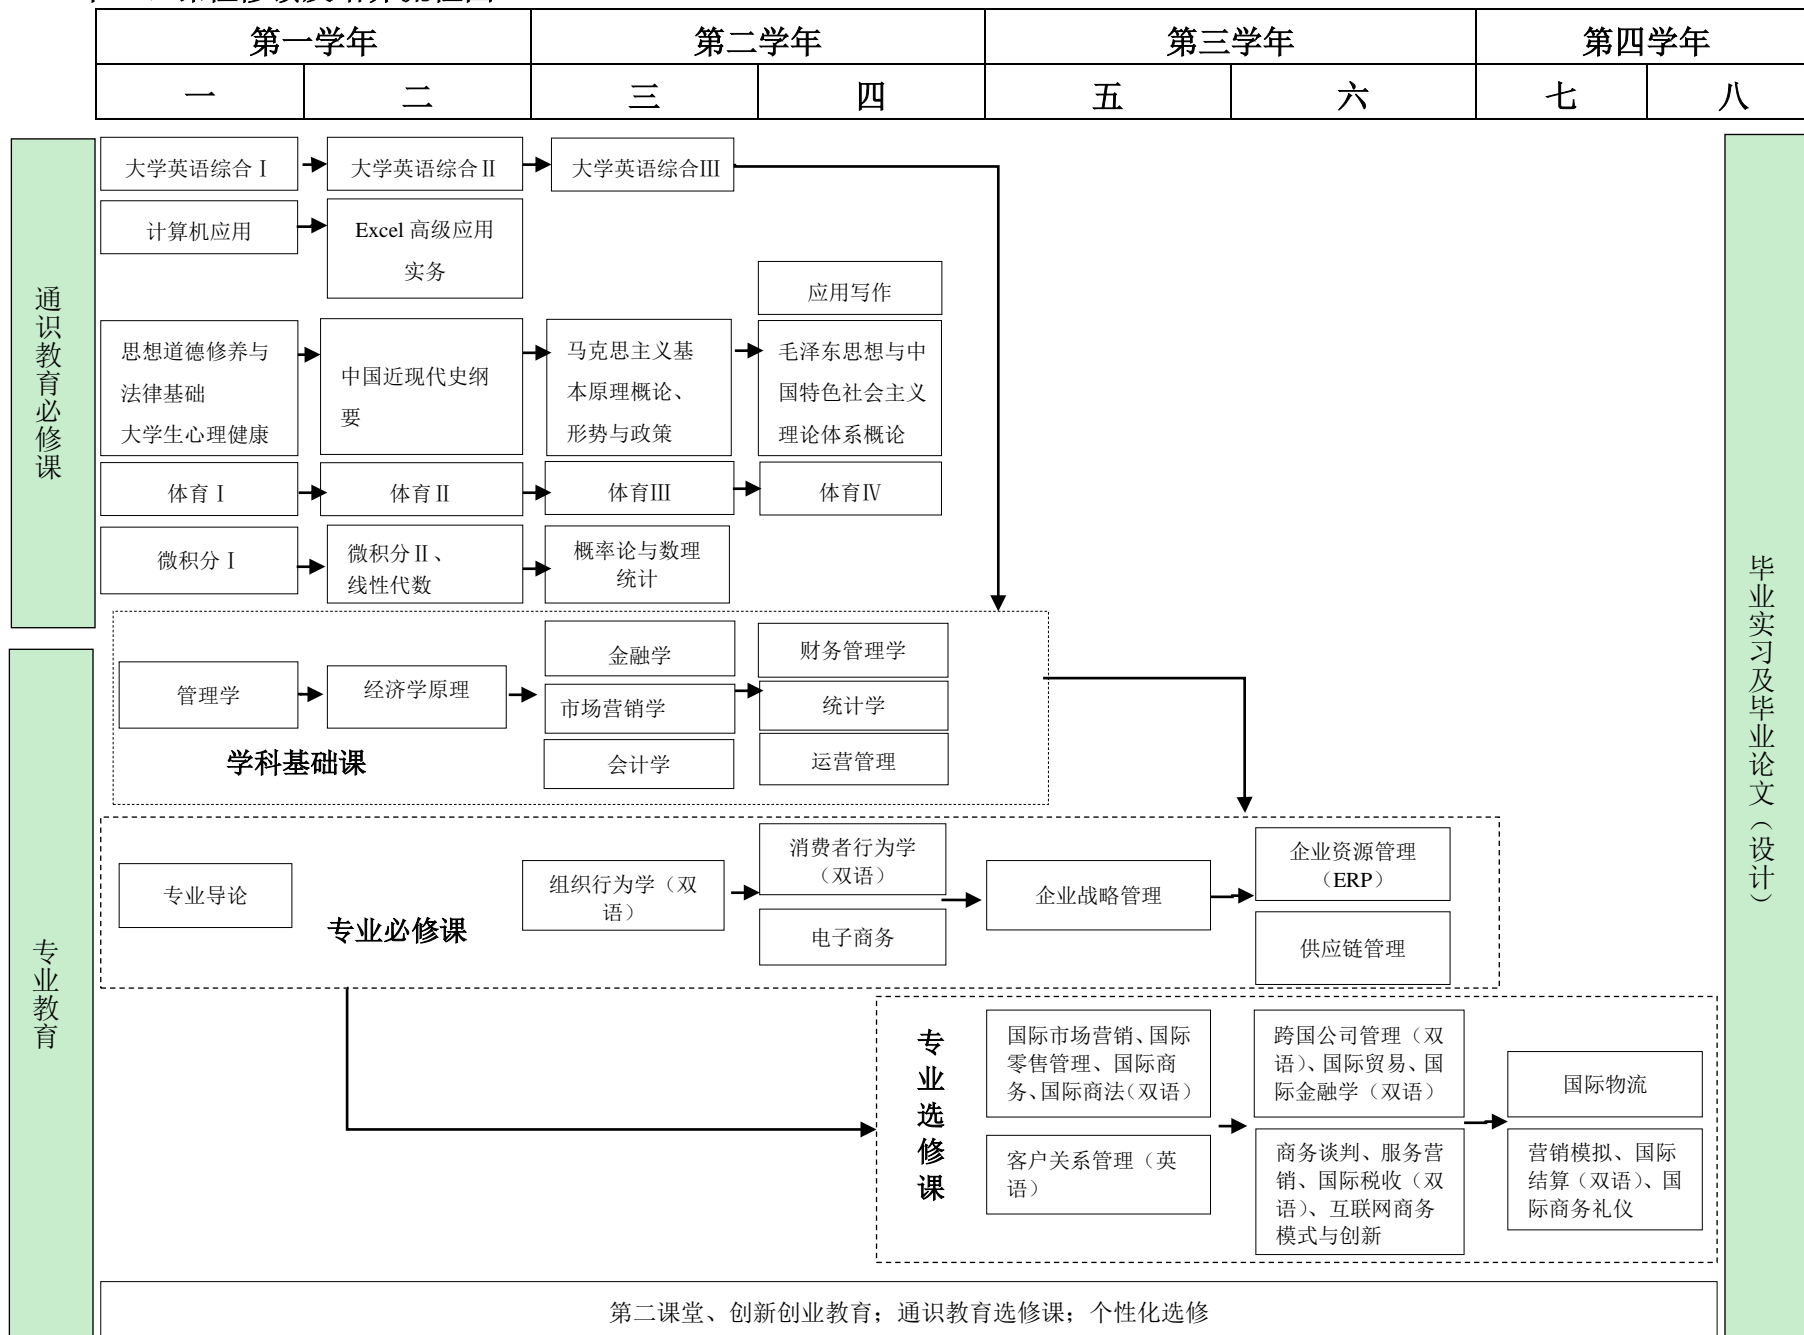 第一学年
第二学年
第三学年
第四学年
一
二
三
四
五
六
七
八
通识教育必修课
大学英语综合Ⅰ
大学英语综合Ⅱ
大学英语综合Ⅲ
计算机应用
Excel 高级应用
实务
应用写作
思想道德修养与
法律基础
大学生心理健康
中国近现代史纲
要
马克思主义基
本原理概论、
形势与政策
毛泽东思想与中
国特色社会主义
理论体系概论
体育Ⅰ
体育Ⅱ
体育Ⅲ
体育Ⅳ
微积分Ⅰ
微积分Ⅱ、
线性代数
概率论与数理
统计
专业教育
管理学
经济学原理
金融学
市场营销学
会计学
财务管理学
统计学
运营管理
学科基础课
专业导论
专业必修课
组织行为学（双
语）
消费者行为学
（双语）
电子商务
企业战略管理
企业资源管理
（ERP）
供应链管理
专业选修课
国际市场营销、国际
零售管理、国际商
务、国际商法（双语）
客户关系管理（英
语）
跨国公司管理（双
语）、国际贸易、国
际金融学（双语）
商务谈判、服务营
销、国际税收（双
语）、互联网商务
模式与创新
国际物流
营销模拟、国际
结算（双语）、国
际商务礼仪
第二课堂、创新创业教育；通识教育选修课；个性化选修
毕业实习及毕业论文（设计）